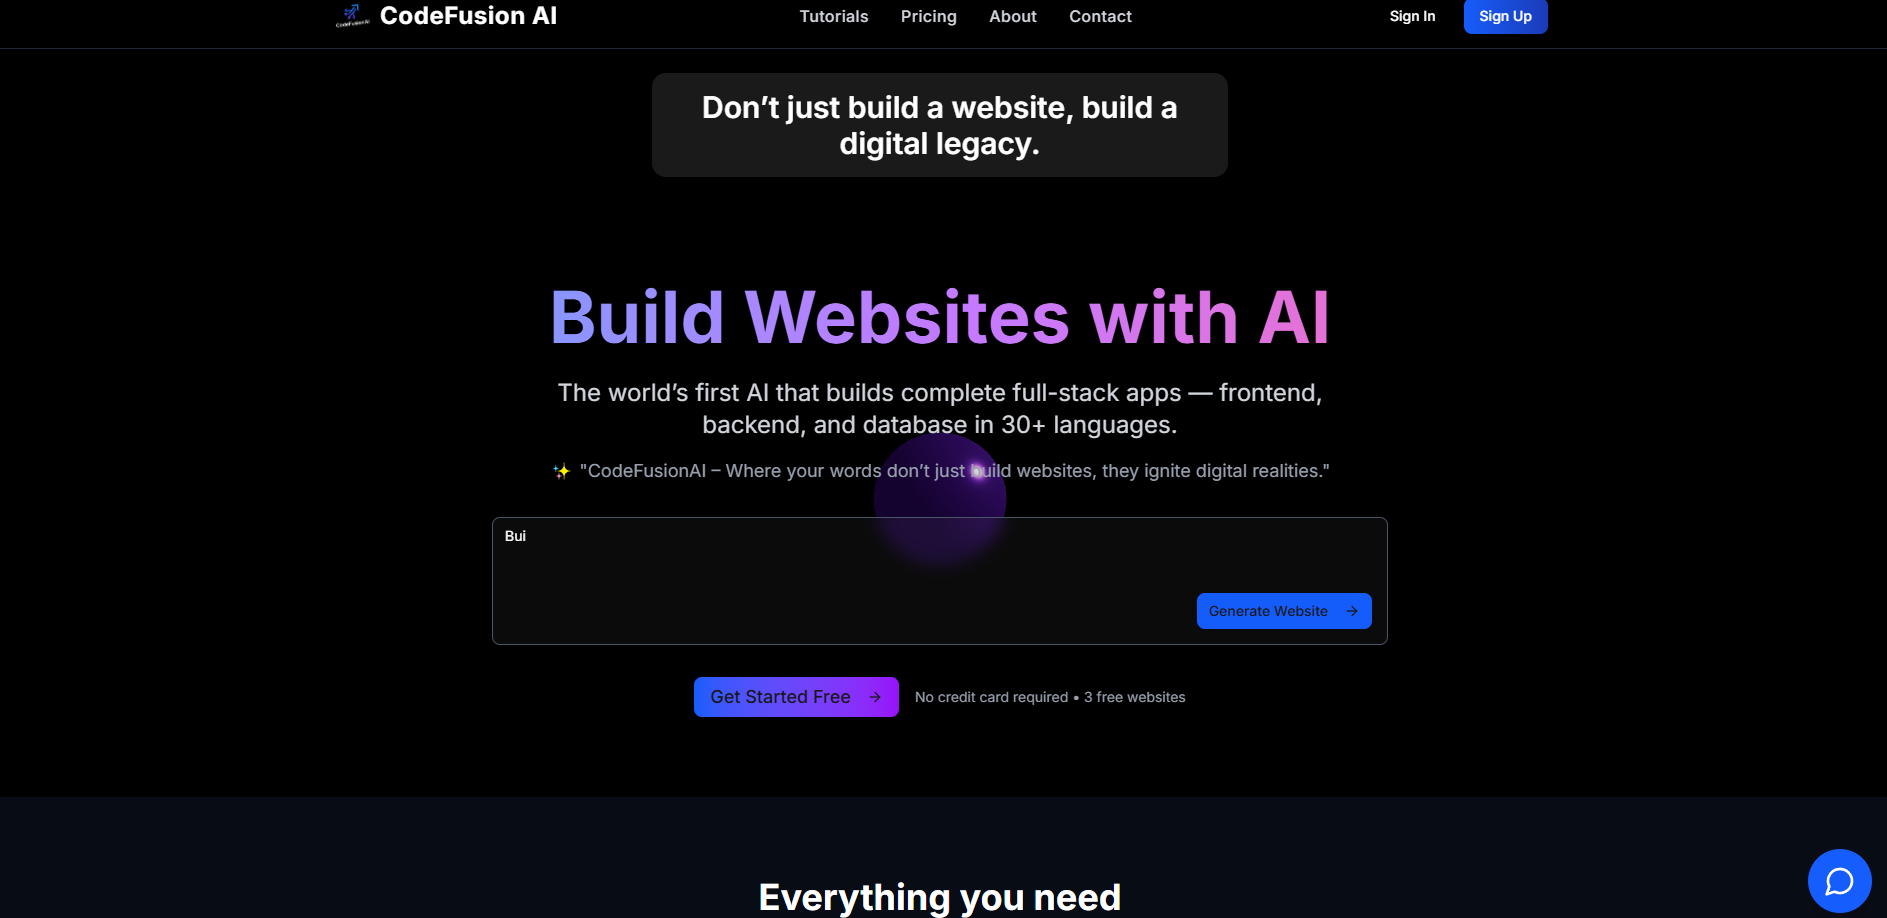 CodeFusion AI
CodeFusion AI
Tutorials
Pricing
About
Contact
Sign In
Sign Up
Don’t just build a website, build a
digital legacy.
Build Websites with AI
The world’s first AI that builds complete full-stack apps — frontend,
backend, and database in 30+ languages.
✨ "CodeFusionAI – Where your words don’t just build websites, they ignite digital realities."
Bui
Generate Website →
Get Started Free →
No credit card required • 3 free websites
Everything you need